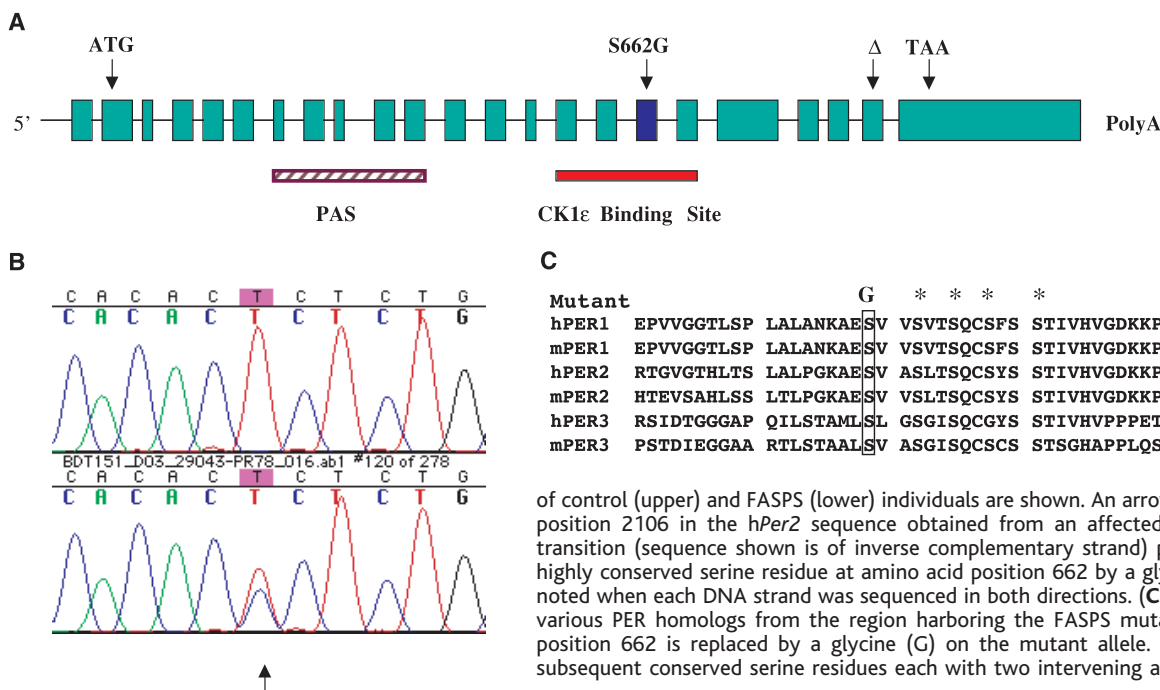 A
ATG S662G Δ TAA
5' PolyA
PAS CK1ε Binding Site
B
C A C A C T C T C T G
C A C A C T C T C T G
BDT151_D03_29043-PR78_016.ab1 #120 of 278
C A C A C T C T C T G
C A C A C T C T C T G
C
Mutant G * * * *
hPER1 EPVVGGTLSP LALANKAESV VSVTSQCSFS STIVHVGDKKP
mPER1 EPVVGGTLSP LALANKAESV VSVTSQCSFS STIVHVGDKKP
hPER2 RTGVGTHLTS LALPGKAESV ASLTSQCSYS STIVHVGDKKP
mPER2 HTEVSAHLSS LTLPGKAESV VSLTSQCSYS STIVHVGDKKP
hPER3 RSIDTGGGAP QILSTAMLSL GSGISQCGYS STIVHVPPPET
mPER3 PSTDIEGGAA RTLSTAALSV ASGISQCSCS STSGHAPPLQS
of control (upper) and FASPS (lower) individuals are shown. An arro
position 2106 in the hPer2 sequence obtained from an affected
transition (sequence shown is of inverse complementary strand) p
highly conserved serine residue at amino acid position 662 by a gly
noted when each DNA strand was sequenced in both directions. (C
various PER homologs from the region harboring the FASPS muta
position 662 is replaced by a glycine (G) on the mutant allele.
subsequent conserved serine residues each with two intervening a